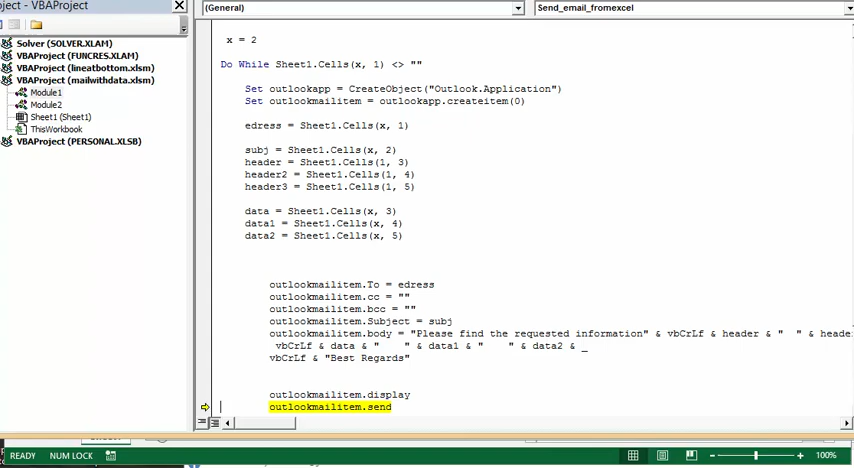 oject - VBAProject
(General)
Send_email_fromexcel
Solver (SOLVER.XLAM)
VBAProject (FUNCRES.XLAM)
VBAProject (lineatbottom.xlsm)
VBAProject (mailwithdata.xlsm)
Module1
Module2
Sheet1 (Sheet1)
ThisWorkbook
VBAProject (PERSONAL.XLSB)
x = 2
Do While Sheet1.Cells(x, 1) <> ""
Set outlookapp = CreateObject("Outlook.Application")
Set outlookmailitem = outlookapp.createitem(0)
edress = Sheet1.Cells(x, 1)
subj = Sheet1.Cells(x, 2)
header = Sheet1.Cells(1, 3)
header2 = Sheet1.Cells(1, 4)
header3 = Sheet1.Cells(1, 5)
data = Sheet1.Cells(x, 3)
data1 = Sheet1.Cells(x, 4)
data2 = Sheet1.Cells(x, 5)
outlookmailitem.To = edress
outlookmailitem.cc = ""
outlookmailitem.bcc = ""
outlookmailitem.Subject = subj
outlookmailitem.body = "Please find the requested information" & vbCrLf & header & "  " & heade
vbCrLf & data & "    " & data1 & "    " & data2 & _
vbCrLf & "Best Regards"
outlookmailitem.display
outlookmailitem.send
READY NUM LOCK
100%